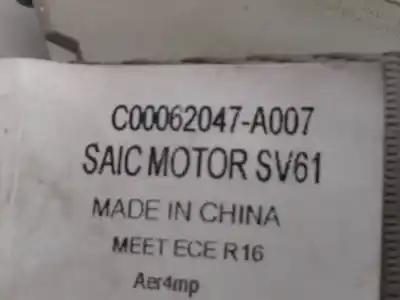 C00062047-A007
SAIC MOTOR SV61
MADE IN CHINA
MEET ECE R16
Aer4mp